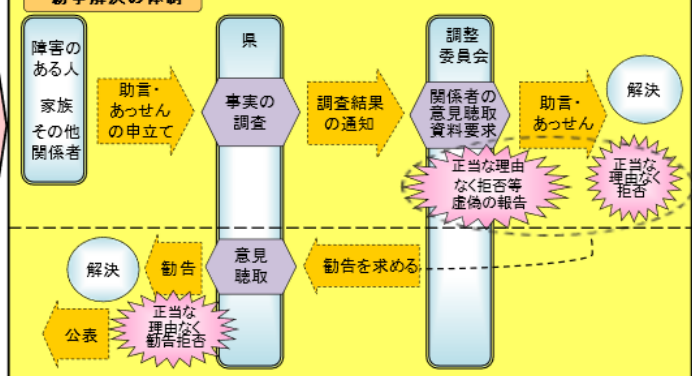 障害の
ある人
家族
その他
関係者
助言・
あっせん
の申立て
県
事実の
調査
調査結果
の通知
調整
委員会
関係者の
意見聴取
資料要求
助言・
あっせん
解決
正当な理由
なく拒否等
虚偽の報告
正当な
理由なく
拒否
勧告を求める
意見
聴取
勧告
解決
正当な
理由なく
勧告拒否
公表